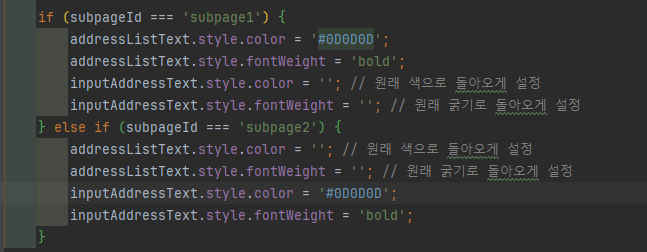 if (subpageId === 'subpage1') {
addressListText.style.color = '#0D0D0D';
addressListText.style.fontWeight = 'bold';
inputAddressText.style.color = ''; // 원래 색으로 돌아오게 설정
inputAddressText.style.fontWeight = ''; // 원래 굵기로 돌아오게 설정
} else if (subpageId === 'subpage2') {
addressListText.style.color = ''; // 원래 색으로 돌아오게 설정
addressListText.style.fontWeight = ''; // 원래 굵기로 돌아오게 설정
inputAddressText.style.color = '#0D0D0D';
inputAddressText.style.fontWeight = 'bold';
}